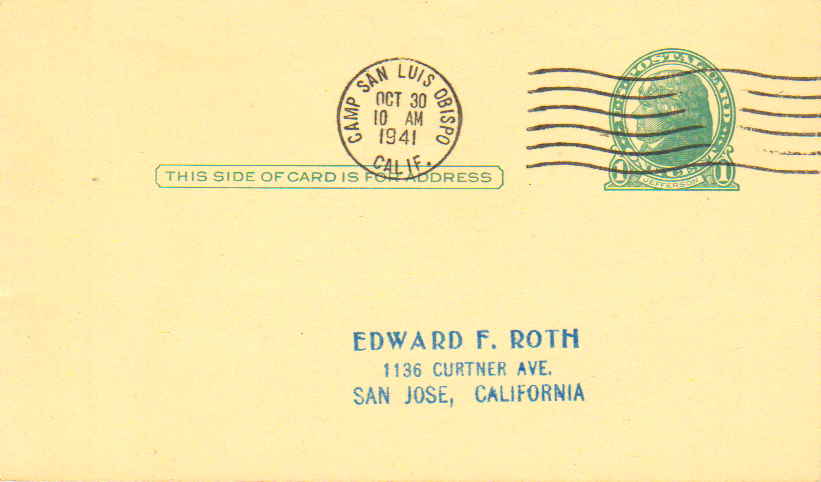 CAMP SAN LUIS OBISPO
OCT 30
10 AM
1941
CALIF.
POSTAL CARD
1 JEFFERSON 1
THIS SIDE OF CARD IS FOR ADDRESS
EDWARD F. ROTH
1136 CURTNER AVE.
SAN JOSE, CALIFORNIA